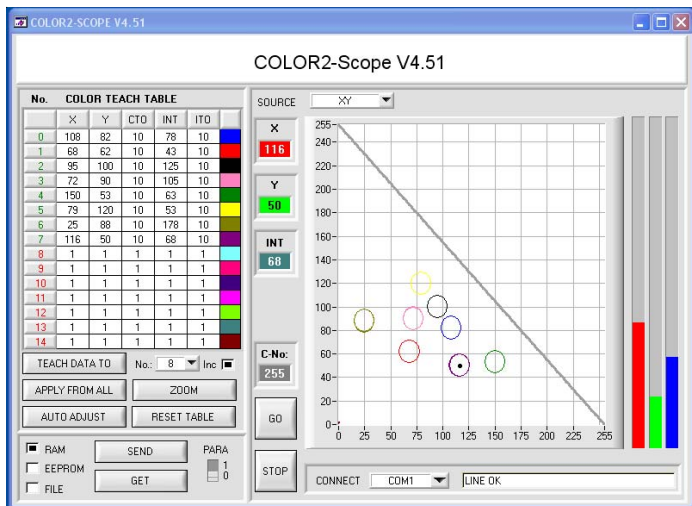 COLOR2-SCOPE V4.51
COLOR2-Scope V4.51
No. COLOR TEACH TABLE
X Y CTO INT ITO
0 108 82 10 78 10
1 68 62 10 43 10
2 95 100 10 125 10
3 72 90 10 105 10
4 150 53 10 63 10
5 79 120 10 53 10
6 25 88 10 178 10
7 116 50 10 68 10
8 1 1 1 1 1
9 1 1 1 1 1
10 1 1 1 1 1
11 1 1 1 1 1
12 1 1 1 1 1
13 1 1 1 1 1
14 1 1 1 1 1
TEACH DATA TO No.: 8 Inc
APPLY FROM ALL ZOOM
AUTO ADJUST RESET TABLE
RAM
EEPROM
FILE
SEND
GET
PARA
1
0
SOURCE XY
X
116
Y
50
INT
68
C-No:
255
GO
STOP
255-
240-
220-
200-
180-
160-
140-
120-
100-
80-
60-
40-
20-
0-
0 25 50 75 100 125 150 175 200 225 255
CONNECT COM1 LINE OK